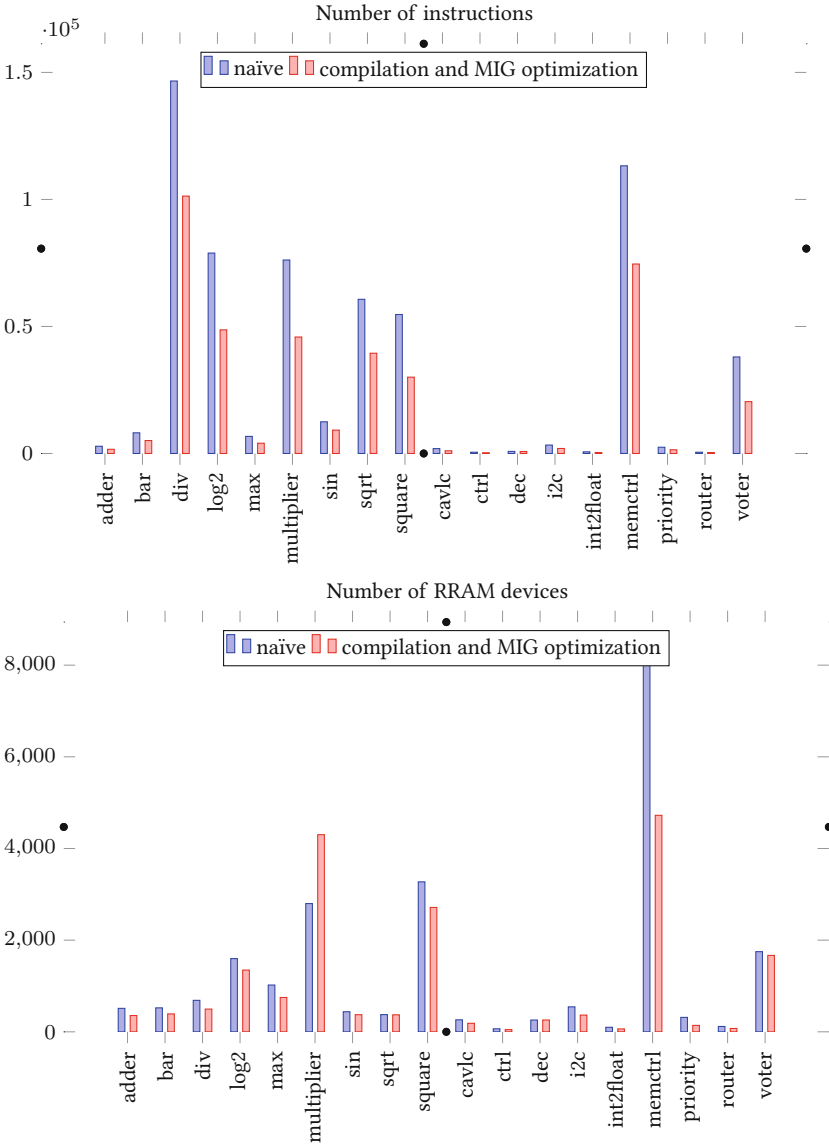 Number of instructions
·10⁵
naïve compilation and MIG optimization
1.5
1
0.5
0
adder bar div log2 max multiplier sin sqrt square cavlc ctrl dec i2c int2float memctrl priority router voter
Number of RRAM devices
naïve compilation and MIG optimization
8,000
6,000
4,000
2,000
0
adder bar div log2 max multiplier sin sqrt square cavlc ctrl dec i2c int2float memctrl priority router voter